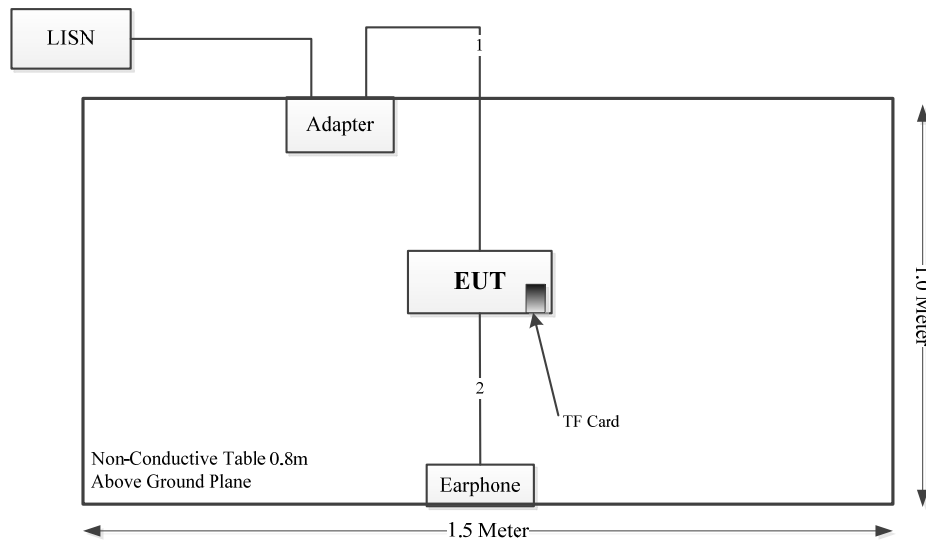 LISN
1
Adapter
EUT
1.0 Meter
2
TF Card
Non-Conductive Table 0.8m
Above Ground Plane
Earphone
1.5 Meter